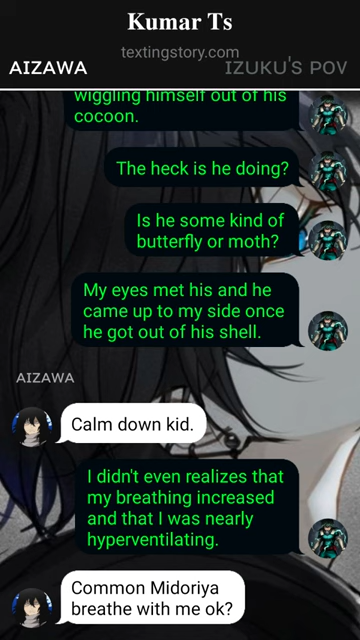 Kumar Ts
textingstory.com
AIZAWA IZUKU'S POV
wiggling himself out of his
cocoon.
The heck is he doing?
Is he some kind of
butterfly or moth?
My eyes met his and he
came up to my side once
he got out of his shell.
AIZAWA
Calm down kid.
I didn't even realizes that
my breathing increased
and that I was nearly
hyperventilating.
Common Midoriya
breathe with me ok?